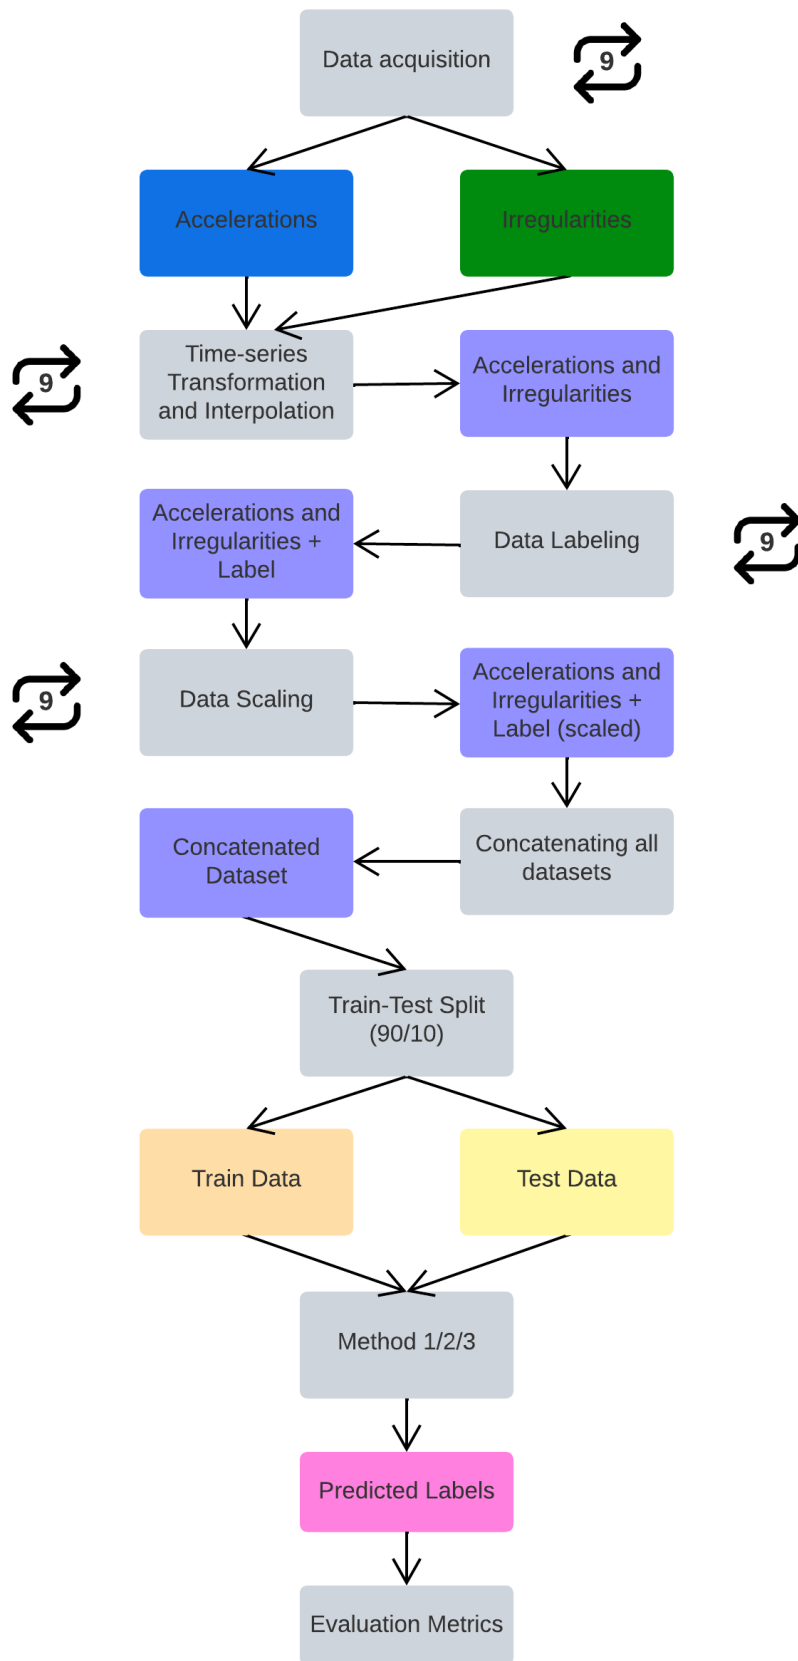 Data acquisition
9
Accelerations
Irregularities
Time-series
Transformation
and Interpolation
9
Accelerations and
Irregularities
Accelerations and
Irregularities +
Label
Data Labeling
9
Data Scaling
9
Accelerations and
Irregularities +
Label (scaled)
Concatenated
Dataset
Concatenating all
datasets
Train-Test Split
(90/10)
Train Data
Test Data
Method 1/2/3
Predicted Labels
Evaluation Metrics